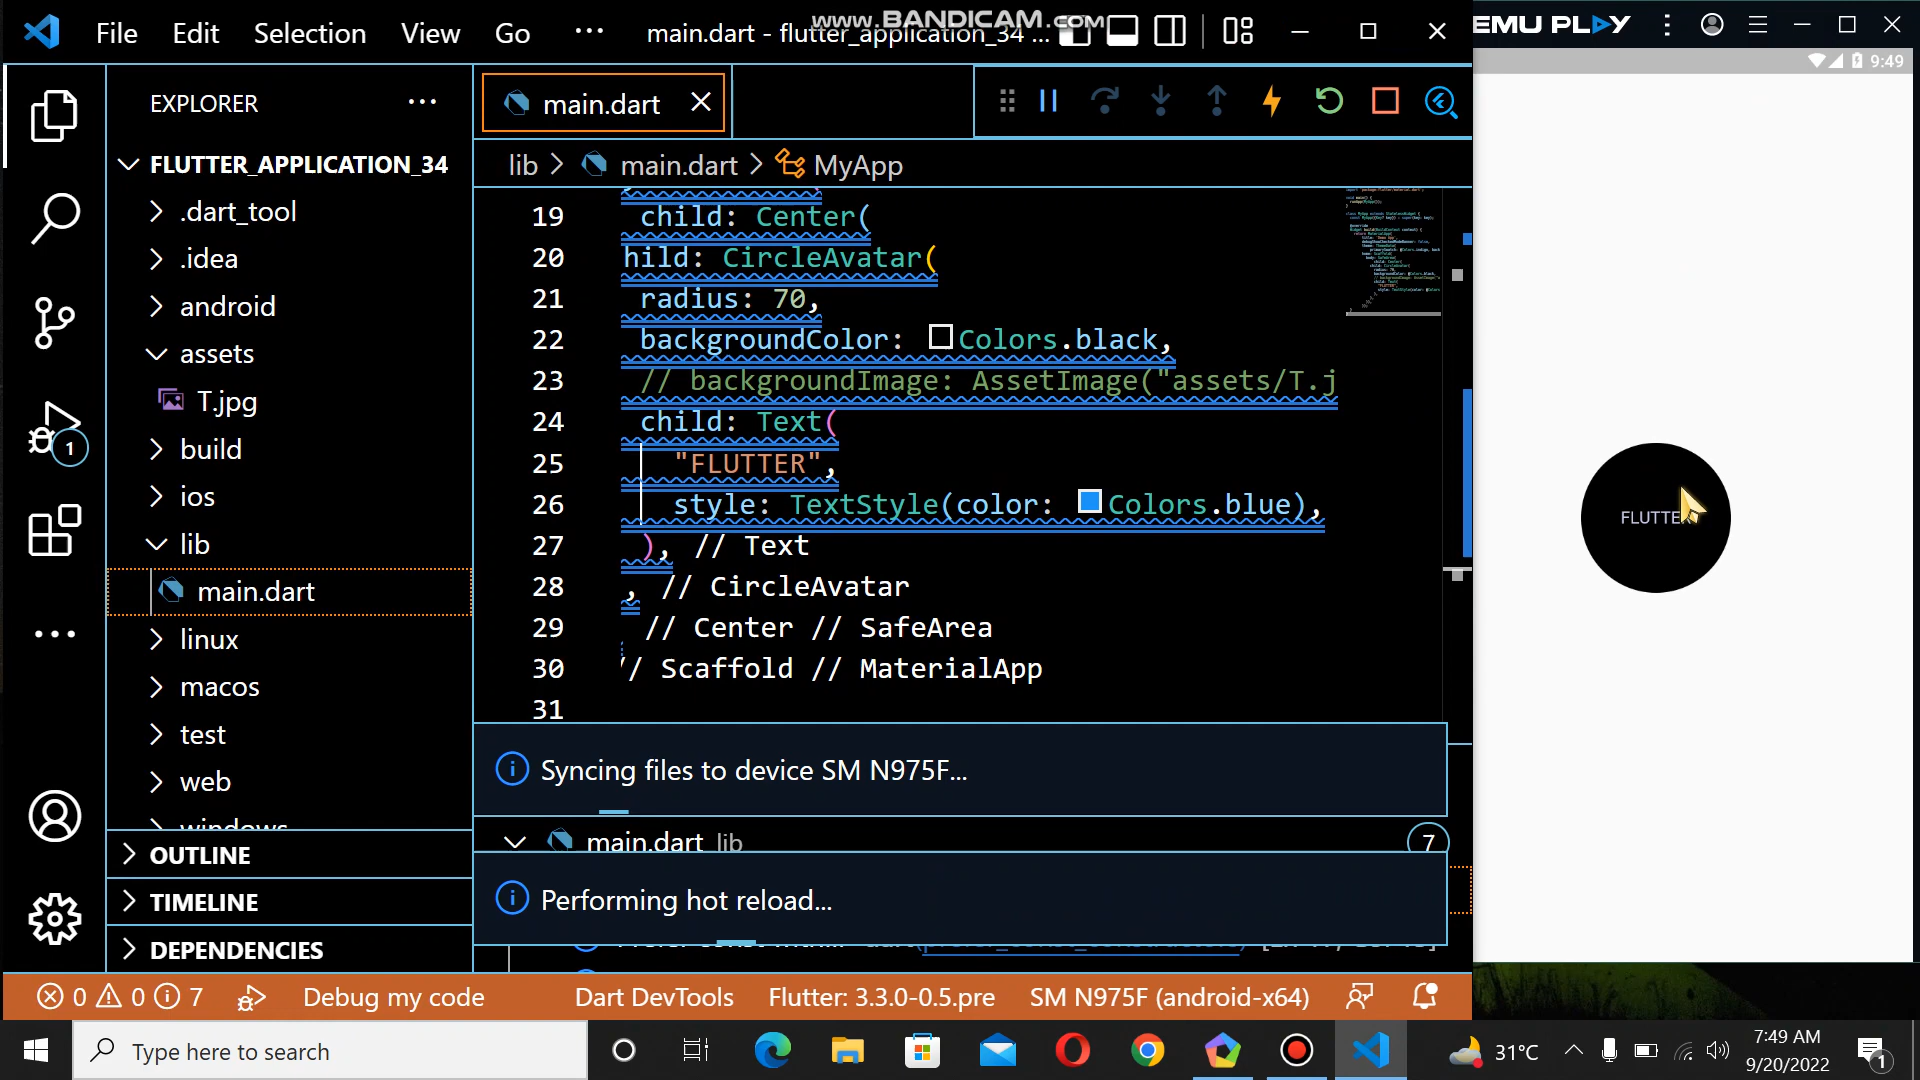 File Edit Selection View Go ... main.dart - flutter_application_34 ...
www.BANDICAM.com
EMU PLAY
9:49
EXPLORER ...
main.dart
lib > main.dart > MyApp
FLUTTER_APPLICATION_34
.dart_tool
.idea
android
assets
T.jpg
build
ios
lib
main.dart
linux
macos
test
web
windows
OUTLINE
TIMELINE
DEPENDENCIES
1
19 child: Center(
20 hild: CircleAvatar(
21 radius: 70,
22 backgroundColor: Colors.black,
23 // backgroundImage: AssetImage("assets/T.j
24 child: Text(
25 "FLUTTER",
26 style: TextStyle(color: Colors.blue),
27 ), // Text
28 , // CircleAvatar
29 // Center // SafeArea
30 // Scaffold // MaterialApp
31
Syncing files to device SM N975F...
main.dart lib 7
Performing hot reload...
FLUTTER
0 0 7 Debug my code Dart DevTools Flutter: 3.3.0-0.5.pre SM N975F (android-x64)
Type here to search
31°C
7:49 AM
9/20/2022
1